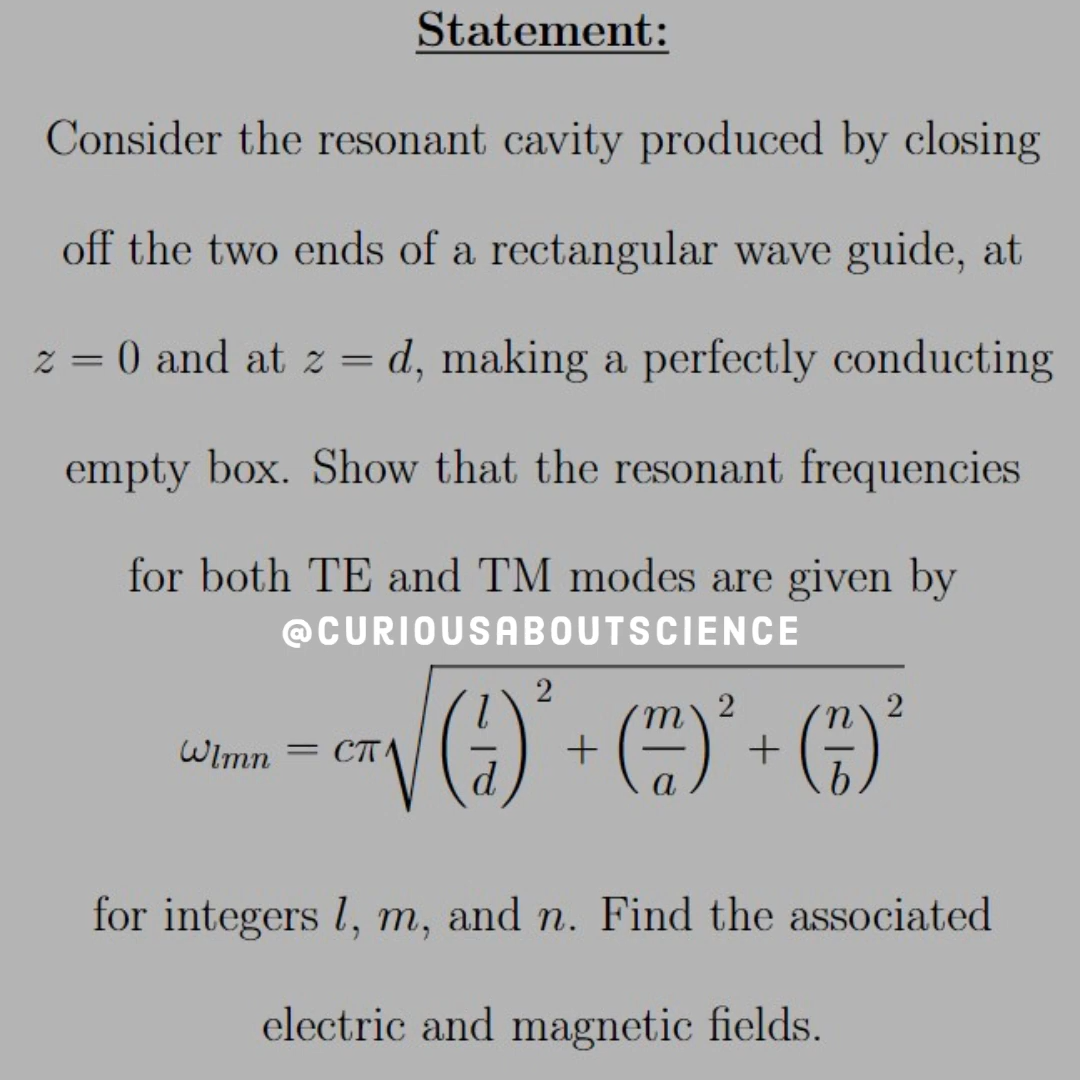 Statement:
Consider the resonant cavity produced by closing
off the two ends of a rectangular wave guide, at
z = 0 and at z = d, making a perfectly conducting
empty box. Show that the resonant frequencies
for both TE and TM modes are given by
@CURIOUSABOUTSCIENCE
ω_{lmn} = cπ√((l/d)² + (m/a)² + (n/b)²)
for integers l, m, and n. Find the associated
electric and magnetic fields.